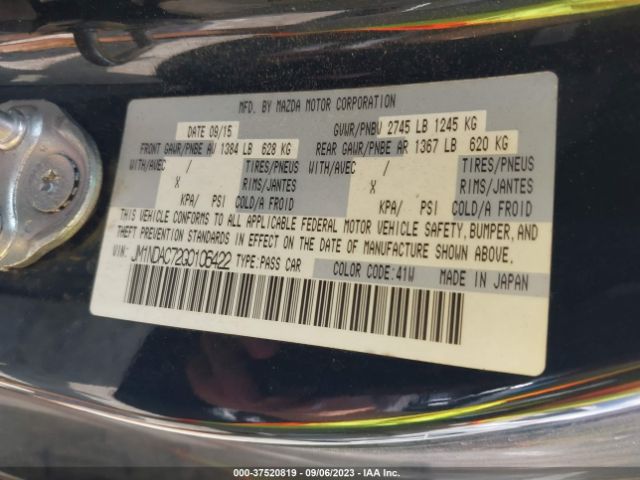 MFD. BY MAZDA MOTOR CORPORATION
DATE 08/15 GVWR/PNBV 2745 LB 1245 KG
FRONT GAWR/PNBE AV 1384 LB 628 KG REAR GAWR/PNBE AR 1367 LB 620 KG
WITH/AVEC / TIRES/PNEUS WITH/AVEC / TIRES/PNEUS
X RIMS/JANTES X RIMS/JANTES
KPA/ PSI COLD/A FROID KPA/ PSI COLD/A FROID
THIS VEHICLE CONFORMS TO ALL APPLICABLE FEDERAL MOTOR VEHICLE SAFETY, BUMPER, AND
THEFT PREVENTION STANDARDS IN EFFECT ON THE DATE OF MANUFACTURE SHOWN ABOVE.
VIN: JM1NDAC72G0106422 TYPE:PASS CAR COLOR CODE:41W MADE IN JAPAN
000-37520819 - 09/06/2023 - IAA Inc.